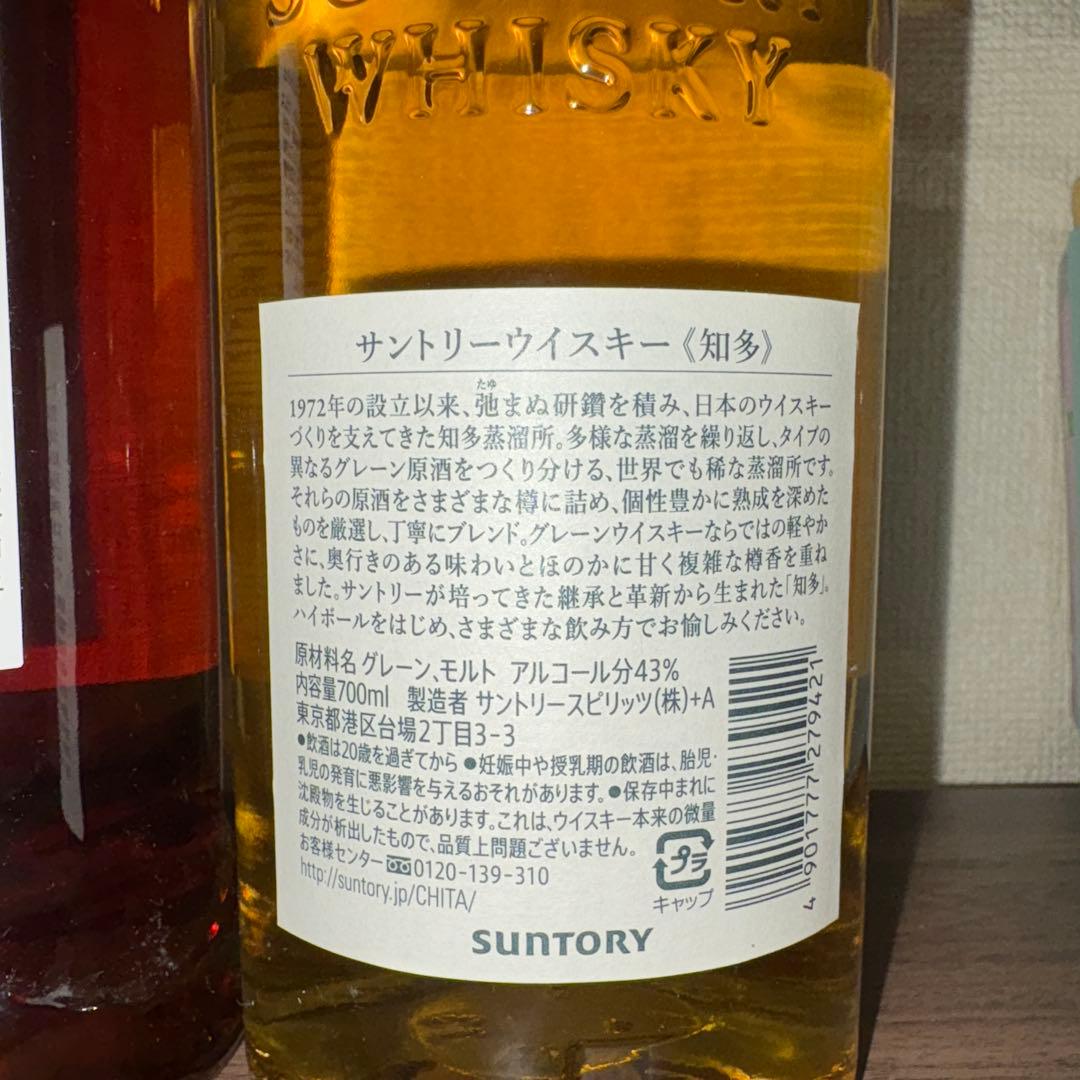 WHISKY
サントリーウイスキー《知多》
たゆ
1972年の設立以来、弛まぬ研鑽を積み、日本のウイスキー
づくりを支えてきた知多蒸溜所。多様な蒸溜を繰り返し、タイプの
異なるグレーン原酒をつくり分ける、世界でも稀な蒸溜所です。
それらの原酒をさまざまな樽に詰め、個性豊かに熟成を深めた
ものを厳選し、丁寧にブレンド。グレーンウイスキーならではの軽やか
さに、奥行きのある味わいとほのかに甘く複雑な樽香を重ね
ました。サントリーが培ってきた継承と革新から生まれた「知多」。
ハイボールをはじめ、さまざまな飲み方でお愉しみください。
原材料名 グレーン、モルト アルコール分43%
内容量700ml 製造者 サントリースピリッツ(株)+A
東京都港区台場2丁目3-3
●飲酒は20歳を過ぎてから ●妊娠中や授乳期の飲酒は、胎児・
乳児の発育に悪影響を与えるおそれがあります。●保存中まれに
沈殿物を生じることがあります。これは、ウイスキー本来の微量
成分が析出したもので、品質上問題ございません。
お客様センター 0120-139-310
http://suntory.jp/CHITA/
プラ
キャップ
4901777279421
SUNTORY